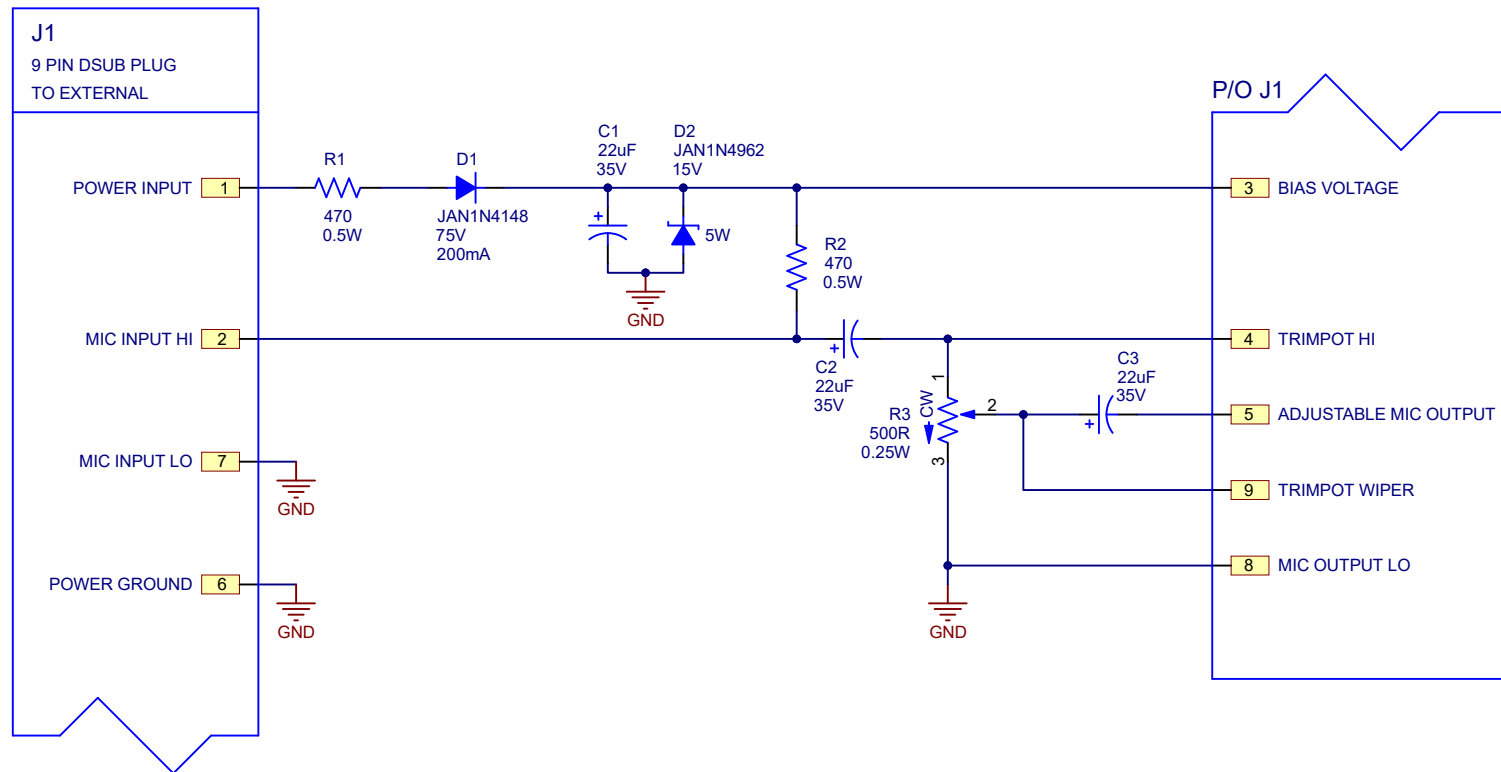 J1
9 PIN DSUB PLUG
TO EXTERNAL
P/O J1
POWER INPUT
1
R1
470
0.5W
D1
JAN1N4148
75V
200mA
C1
22uF
35V
+
D2
JAN1N4962
15V
5W
GND
R2
470
0.5W
3
BIAS VOLTAGE
MIC INPUT HI
2
+
C2
22uF
35V
4
TRIMPOT HI
1
CW
R3
500R
0.25W
2
3
C3
22uF
35V
+
5
ADJUSTABLE MIC OUTPUT
MIC INPUT LO
7
GND
9
TRIMPOT WIPER
POWER GROUND
6
GND
8
MIC OUTPUT LO
GND